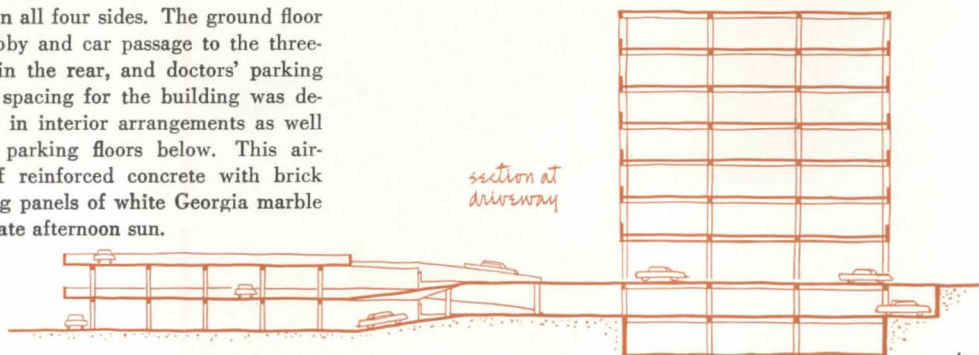 n all four sides. The ground floor
bby and car passage to the three-
in the rear, and doctors' parking
spacing for the building was de-
in interior arrangements as well
parking floors below. This air-
f reinforced concrete with brick
g panels of white Georgia marble
ate afternoon sun.
section at
driveway